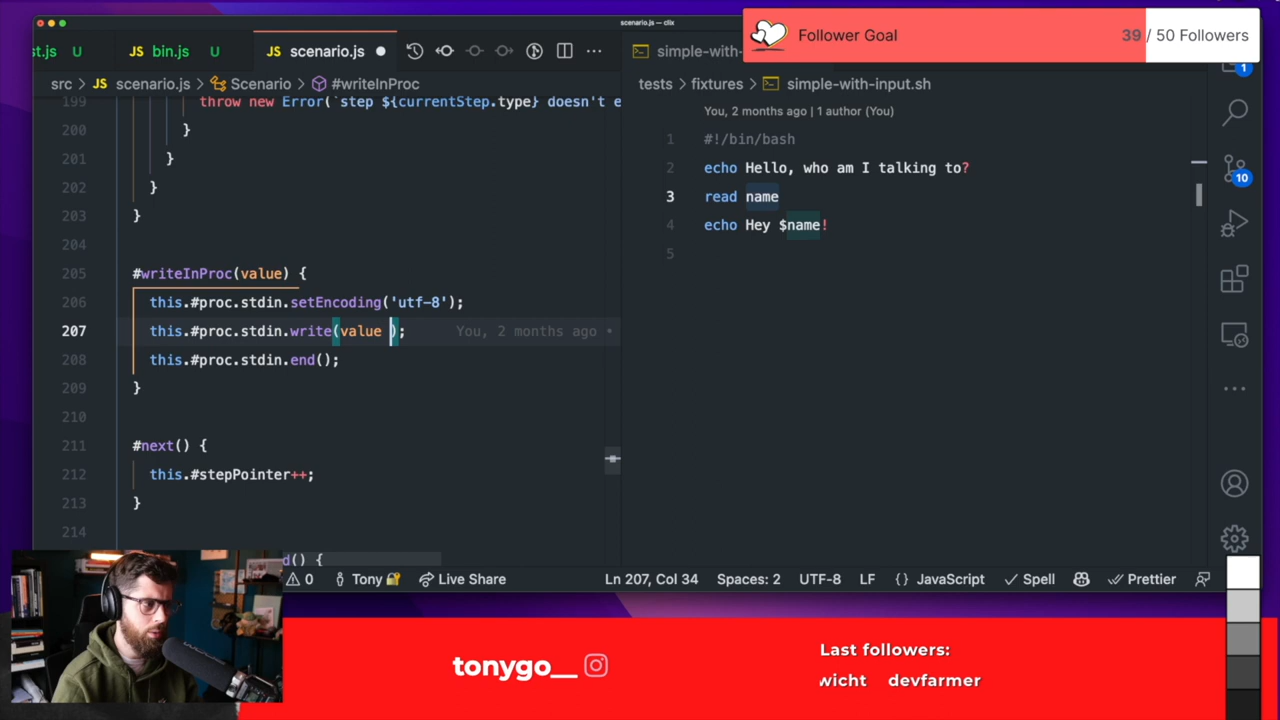 scenario.js — clix
st.js U
JS bin.js U
JS scenario.js
simple-with-
Follower Goal
39 / 50 Followers
1
src > JS scenario.js > Scenario > #writeInProc
tests > fixtures > simple-with-input.sh
You, 2 months ago | 1 author (You)
199 throw new Error(`step ${currentStep.type} doesn't e
200 }
201 }
202 }
203 }
204
205 #writeInProc(value) {
206 this.#proc.stdin.setEncoding('utf-8');
207 this.#proc.stdin.write(value ); You, 2 months ago •
208 this.#proc.stdin.end();
209 }
210
211 #next() {
212 this.#stepPointer++;
213 }
214
d() {
1 #!/bin/bash
2 echo Hello, who am I talking to?
3 read name
4 echo Hey $name!
5
10
0 Tony Live Share Ln 207, Col 34 Spaces: 2 UTF-8 LF {} JavaScript Spell Prettier
tonygo__
Last followers:
wicht devfarmer